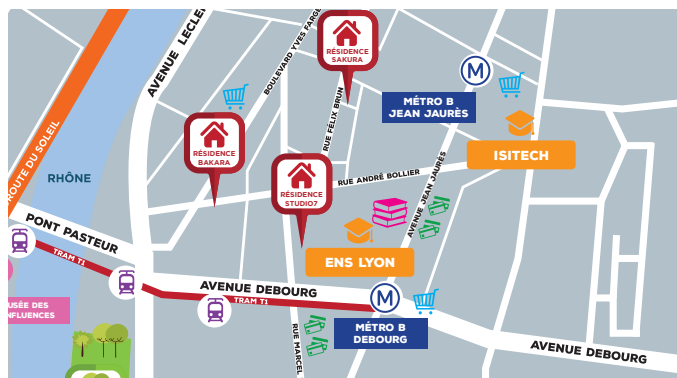 AVENUE LECLER
BOULEVARD YVES FARGE
RÉSIDENCE
SAKURA
M
MÉTRO B
JEAN JAURÈS
RUE FÉLIX BRUN
ROUTE DU SOLEIL
RÉSIDENCE
BAKARA
ISITECH
RHÔNE
RÉSIDENCE
STUDIO7
RUE ANDRÉ BOLLIER
AVENUE JEAN JAURÈS
PONT PASTEUR
TRAM T1
ENS LYON
AVENUE DEBOURG
TRAM T1
M
USÉE DES
NFLUENCES
MÉTRO B
DEBOURG
RUE MARCEL
AVENUE DEBOURG